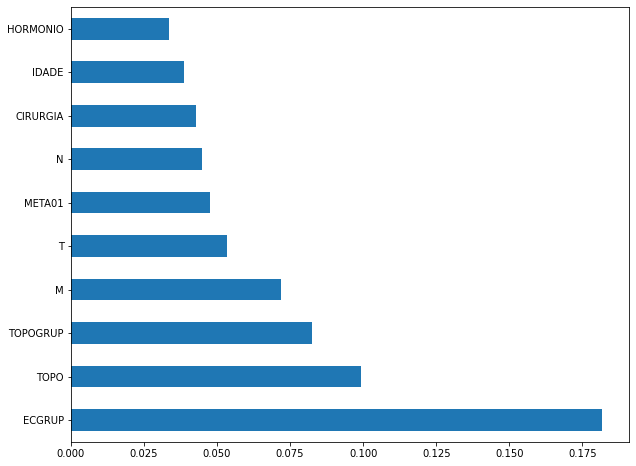 HORMONIO
IDADE
CIRURGIA
N
META01
T
M
TOPOGRUP
TOPO
ECGRUP
0.000 0.025 0.050 0.075 0.100 0.125 0.150 0.175